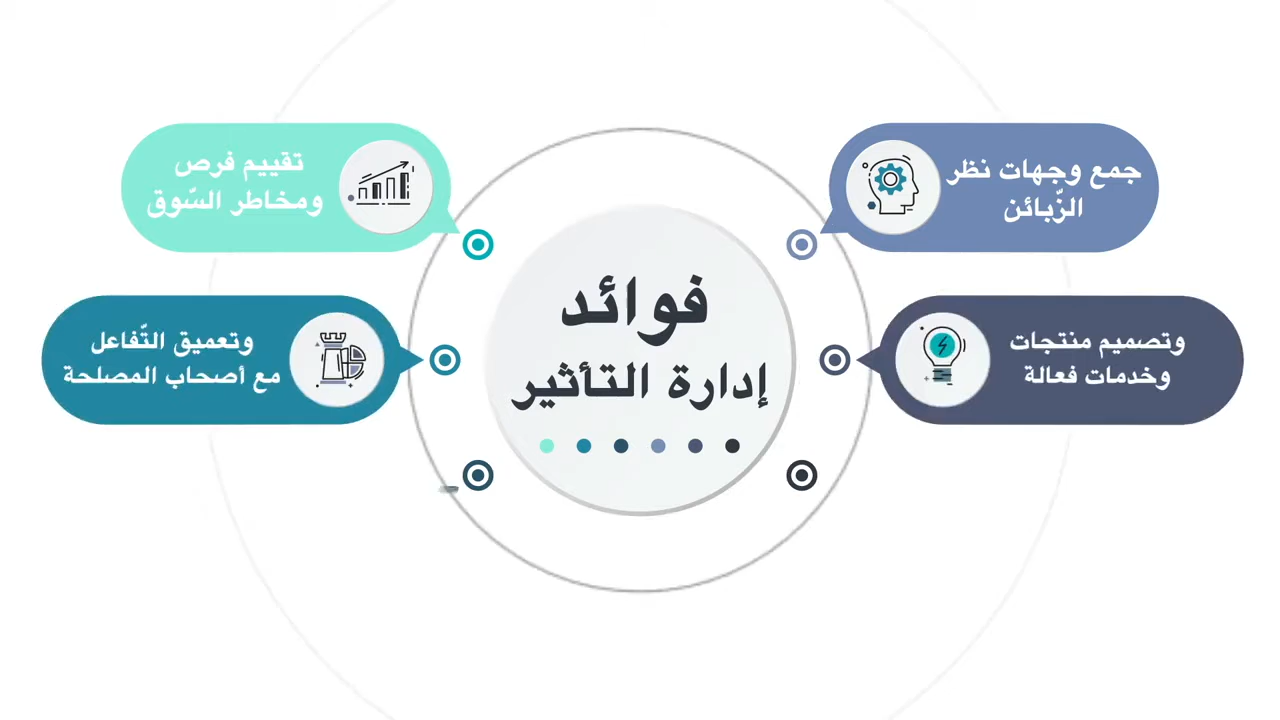 فوائد
إدارة التأثير
جمع وجهات نظر
الزّبائن
وتصميم منتجات
وخدمات فعالة
تقييم فرص
ومخاطر السّوق
وتعميق التّفاعل
مع أصحاب المصلحة